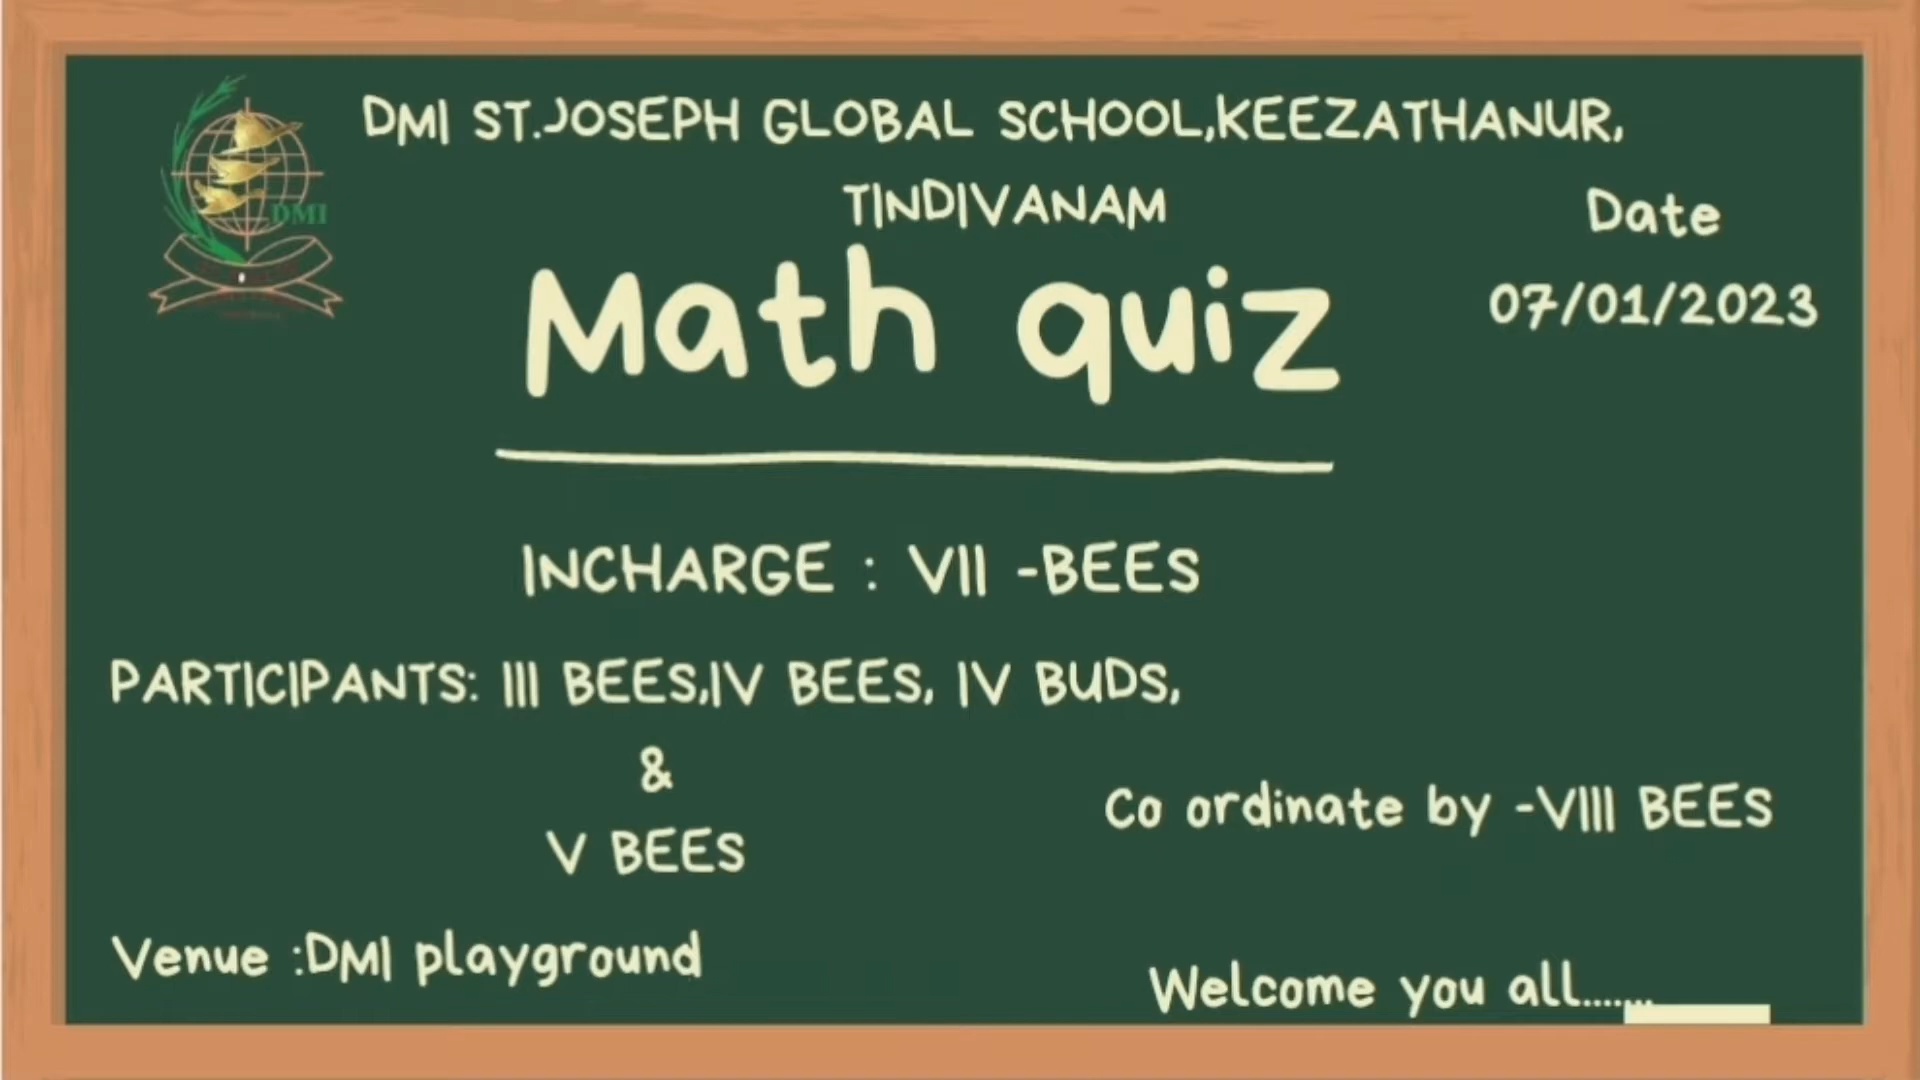 DMI ST.JOSEPH GLOBAL SCHOOL,KEEZATHANUR,
TINDIVANAM
DMI
Date
07/01/2023
Math quiz
INCHARGE : VII -BEES
PARTICIPANTS: III BEES,IV BEES, IV BUDS,
&
V BEES
Co ordinate by -VIII BEES
Venue :DMI playground
Welcome you all.......